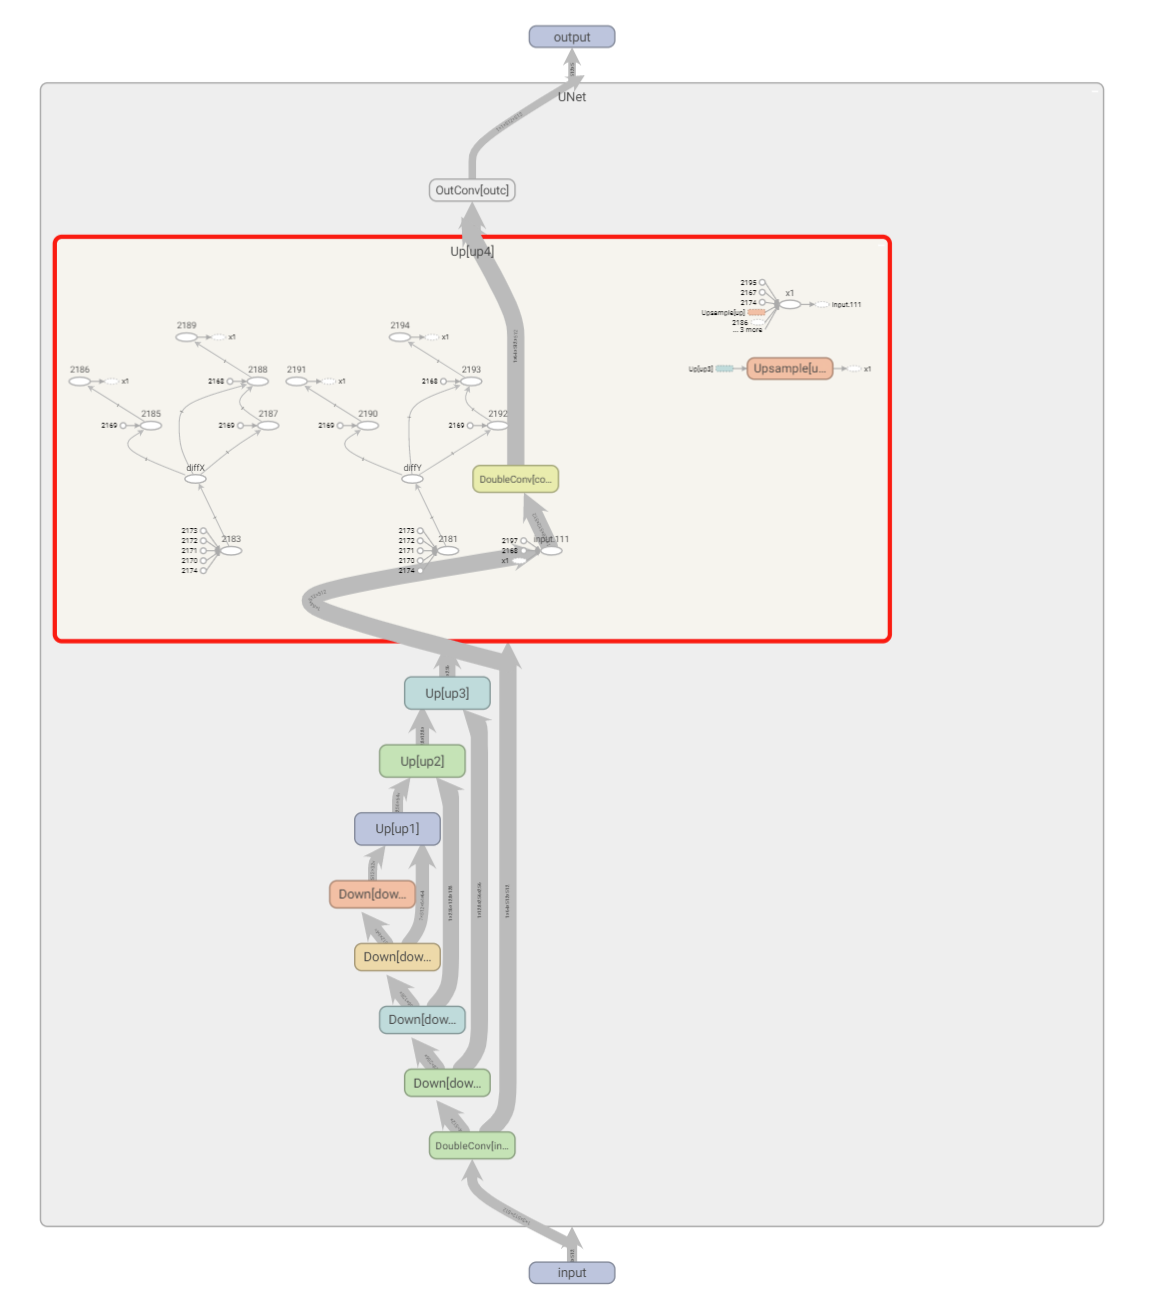 output
UNet
OutConv[outc]
Up[up4]
2195
2167
x1
2174
input.111
Upsample[up]
2186
... 3 more
2189
x1
2194
x1
2186
x1
2188
2168
2191
x1
2193
2168
Up[up3]
Upsample[u...
x1
2185
2169
2187
2169
2190
2169
2192
2169
diffX
diffY
DoubleConv[co...
2173
2172
2171
2170
2174
2183
2173
2172
2171
2170
2174
2181
2197
2168
x1
input.111
Up[up3]
Up[up2]
Up[up1]
Down[dow...
Down[dow...
Down[dow...
Down[dow...
DoubleConv[in...
input